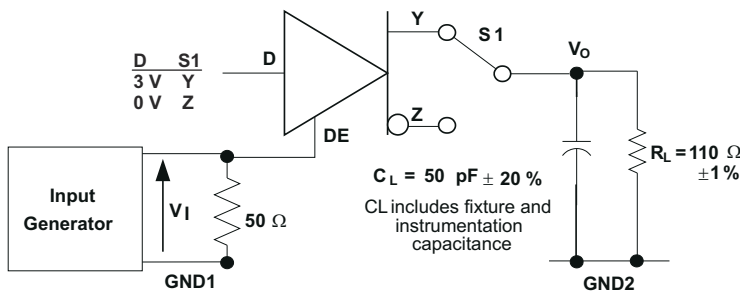 Y
S1
VO
D S1
3 V Y
0 V Z
D
Z
DE
CL = 50 pF ± 20 %
CL includes fixture and
instrumentation
capacitance
RL = 110 Ω
±1 %
Input
Generator
VI
50 Ω
GND1
GND2